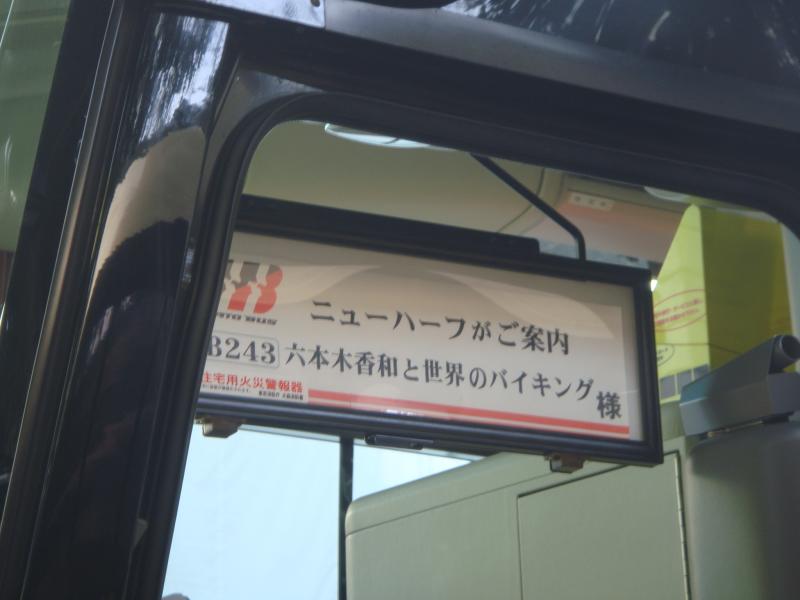 ニューハーフがご案内
B243 六本木香和と世界のバイキング 様
住宅用火災警報器